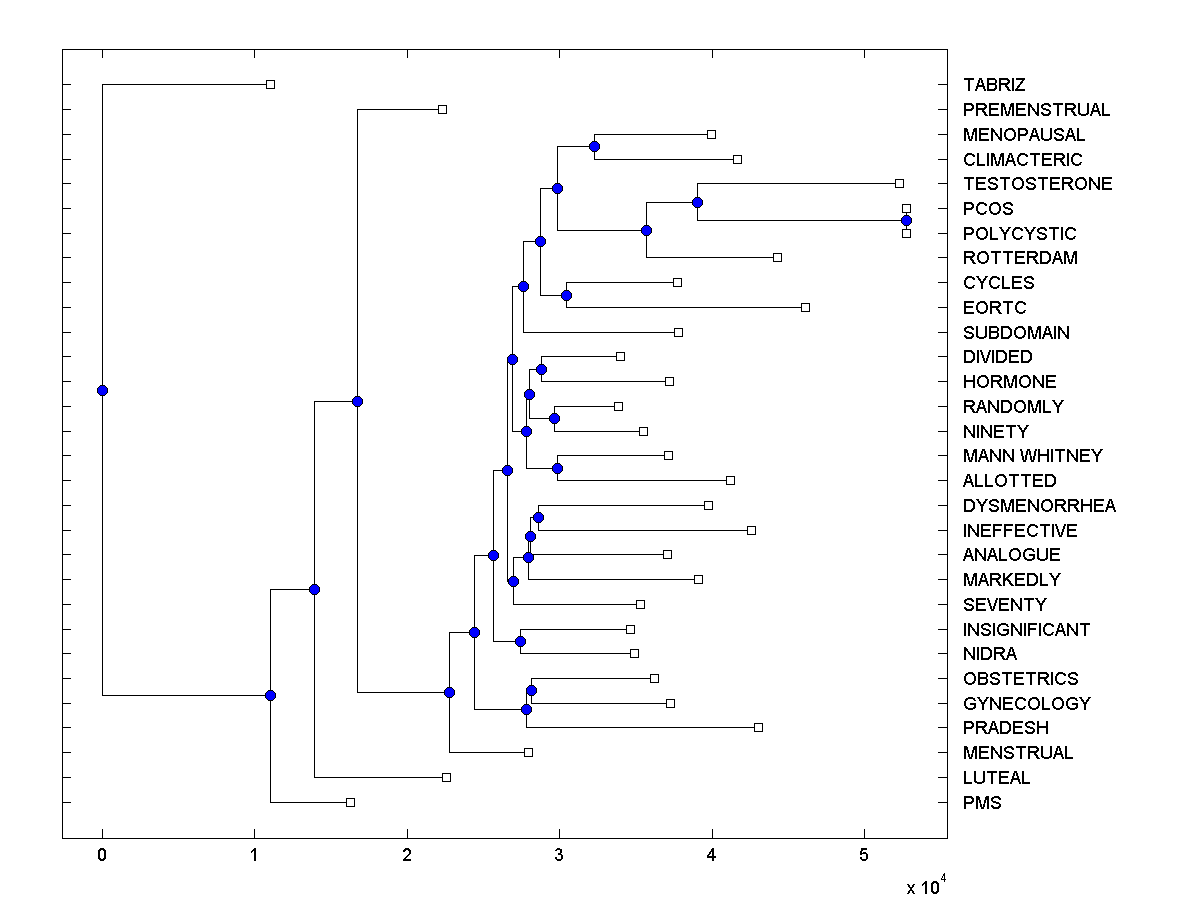 TABRIZ
PREMENSTRUAL
MENOPAUSAL
CLIMACTERIC
TESTOSTERONE
PCOS
POLYCYSTIC
ROTTERDAM
CYCLES
EORTC
SUBDOMAIN
DIVIDED
HORMONE
RANDOMLY
NINETY
MANN WHITNEY
ALLOTTED
DYSMENORRHEA
INEFFECTIVE
ANALOGUE
MARKEDLY
SEVENTY
INSIGNIFICANT
NIDRA
OBSTETRICS
GYNECOLOGY
PRADESH
MENSTRUAL
LUTEAL
PMS
0 1 2 3 4 5
x 10^4